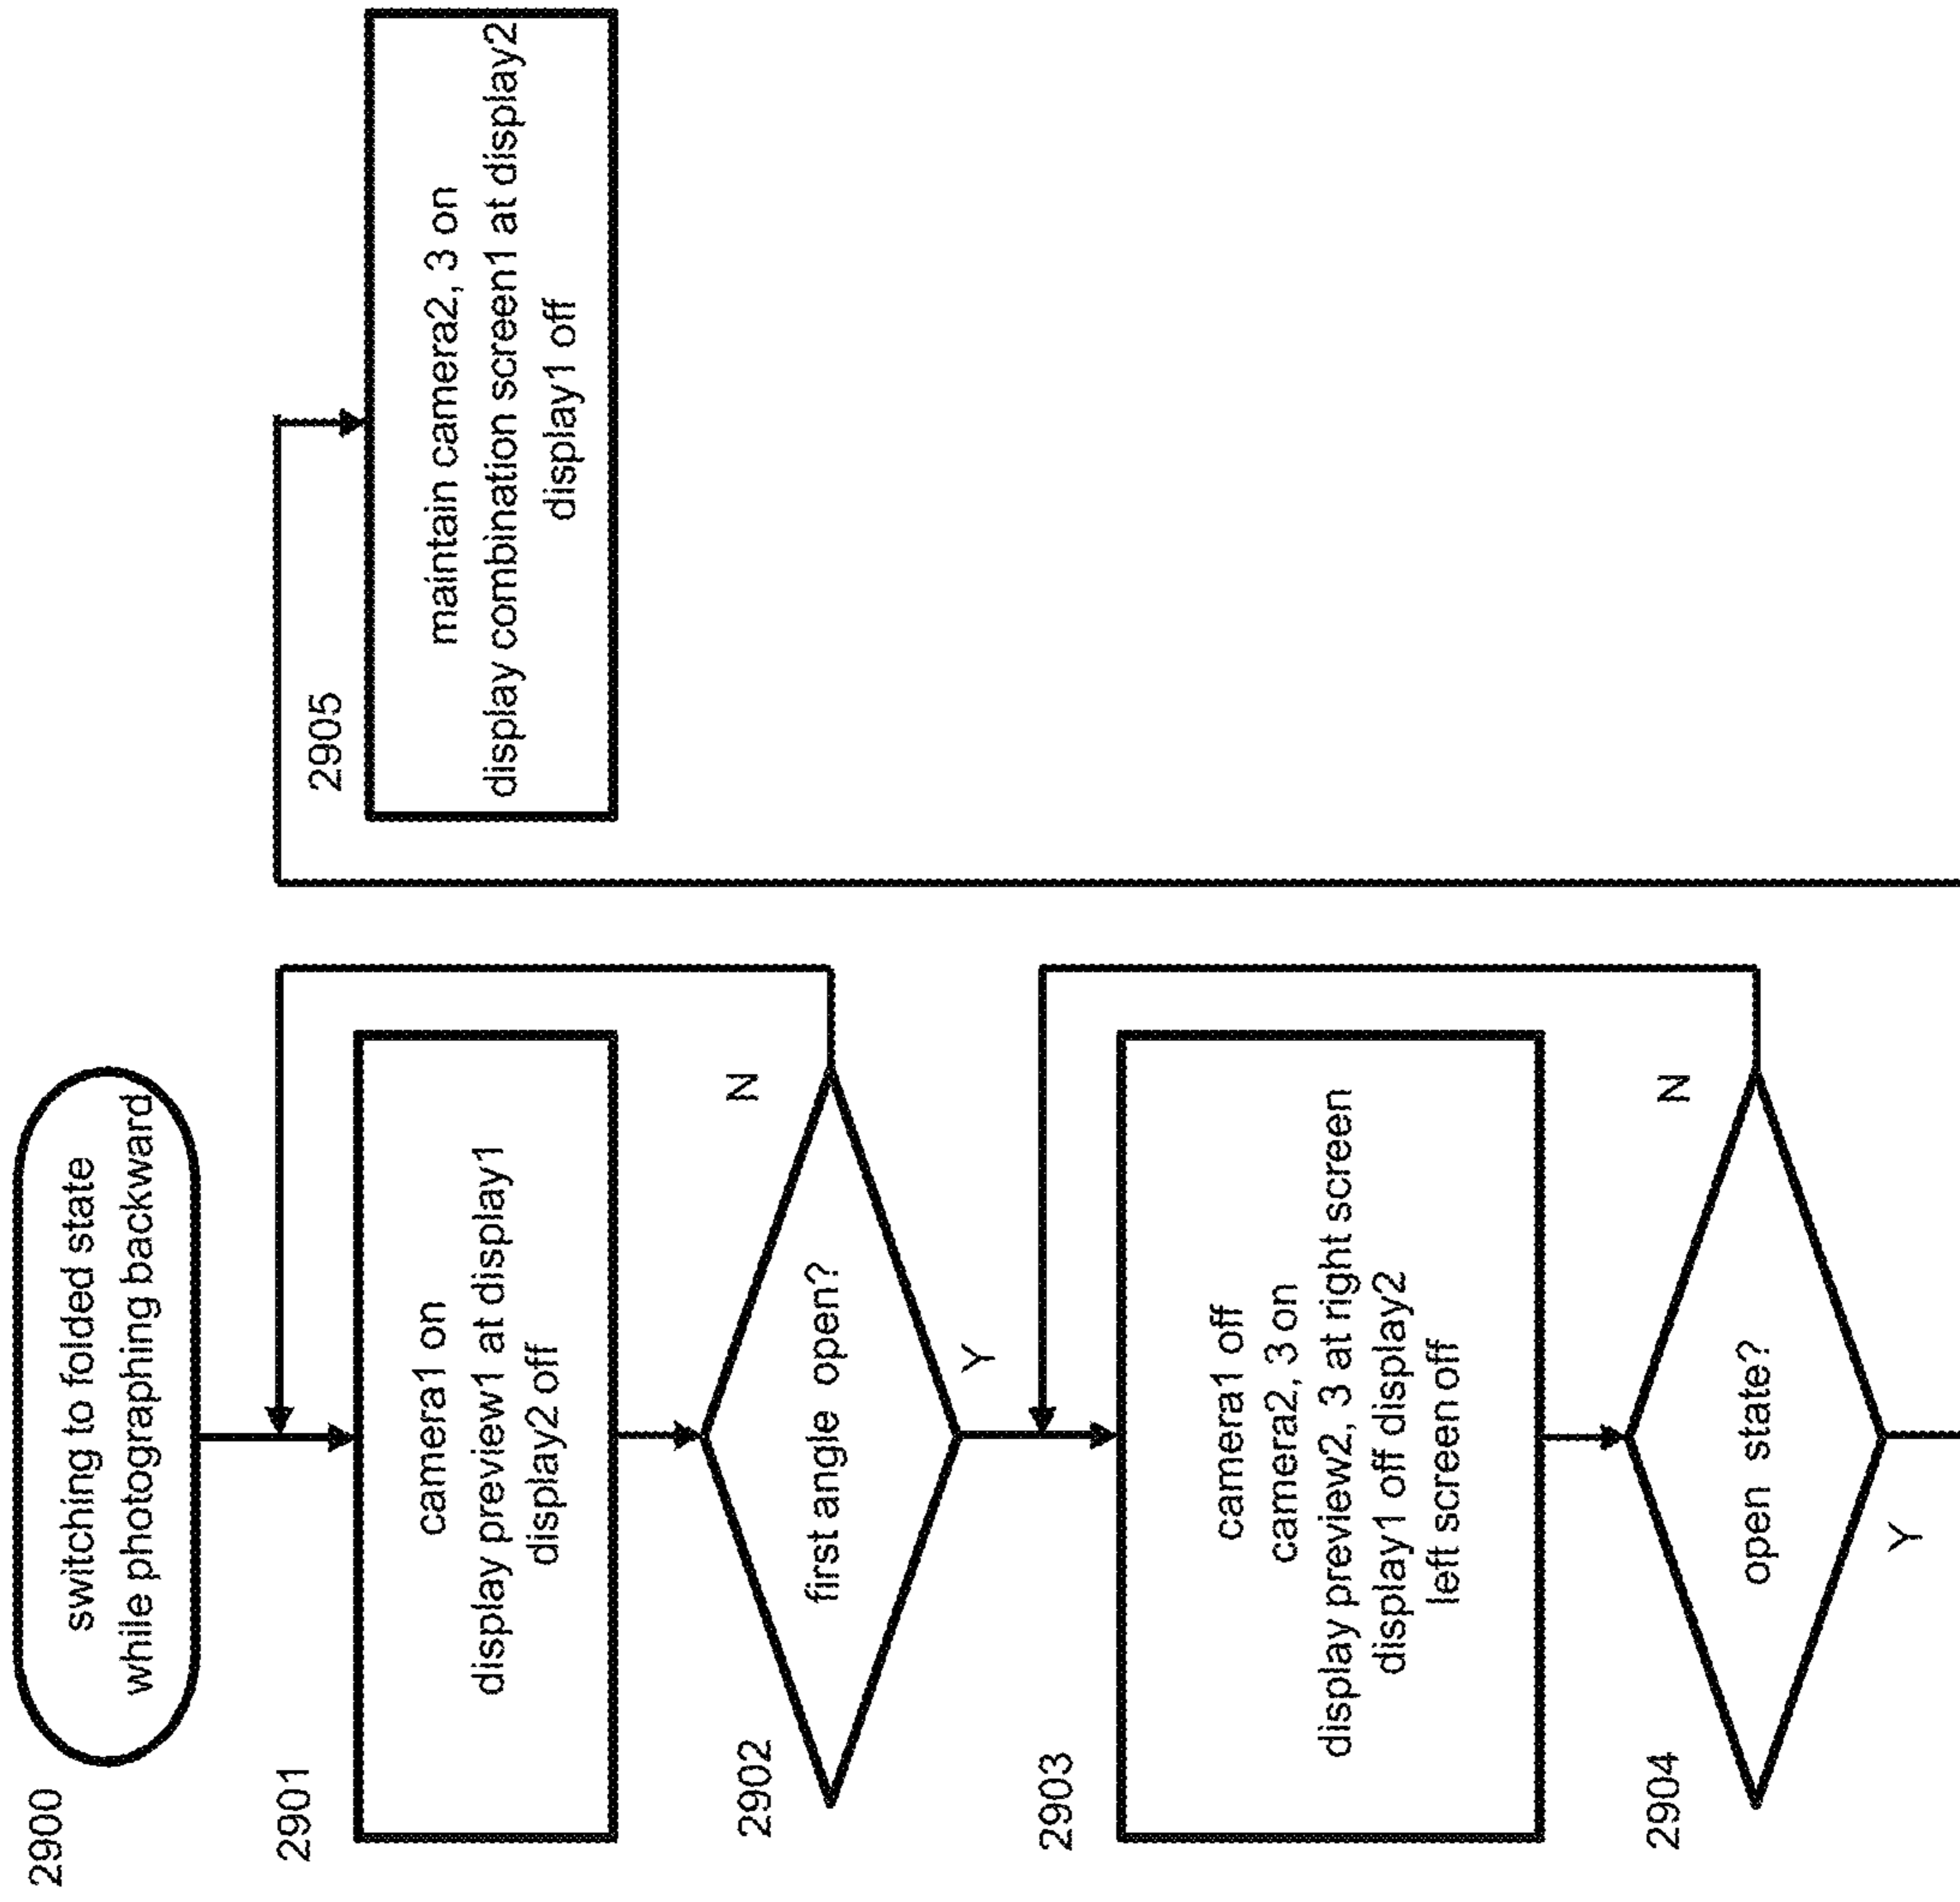 2900
switching to folded state
while photographing backward
2901
camera1 on
display preview1 at display1
display2 off
2902
first angle open?
N
Y
2903
camera1 off
camera2, 3 on
display preview2, 3 at right screen
display1 off display2
left screen off
2904
open state?
N
Y
2905
maintain camera2, 3 on
display combination screen1 at display2
display1 off